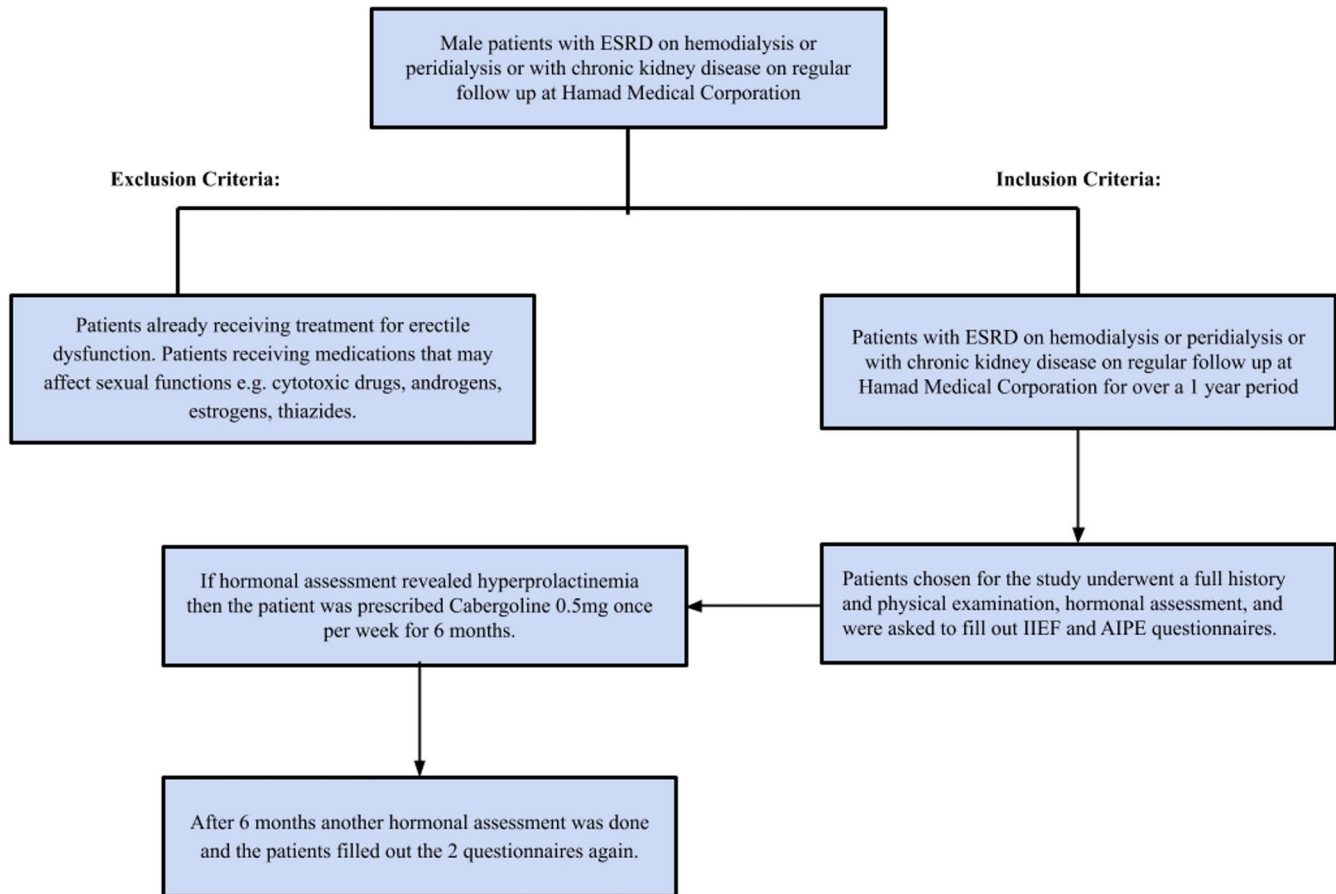 Male patients with ESRD on hemodialysis or
peridialysis or with chronic kidney disease on regular
follow up at Hamad Medical Corporation
Exclusion Criteria:
Inclusion Criteria:
Patients already receiving treatment for erectile
dysfunction. Patients receiving medications that may
affect sexual functions e.g. cytotoxic drugs, androgens,
estrogens, thiazides.
Patients with ESRD on hemodialysis or peridialysis or
with chronic kidney disease on regular follow up at
Hamad Medical Corporation for over a 1 year period
Patients chosen for the study underwent a full history
and physical examination, hormonal assessment, and
were asked to fill out IIEF and AIPE questionnaires.
If hormonal assessment revealed hyperprolactinemia
then the patient was prescribed Cabergoline 0.5mg once
per week for 6 months.
After 6 months another hormonal assessment was done
and the patients filled out the 2 questionnaires again.